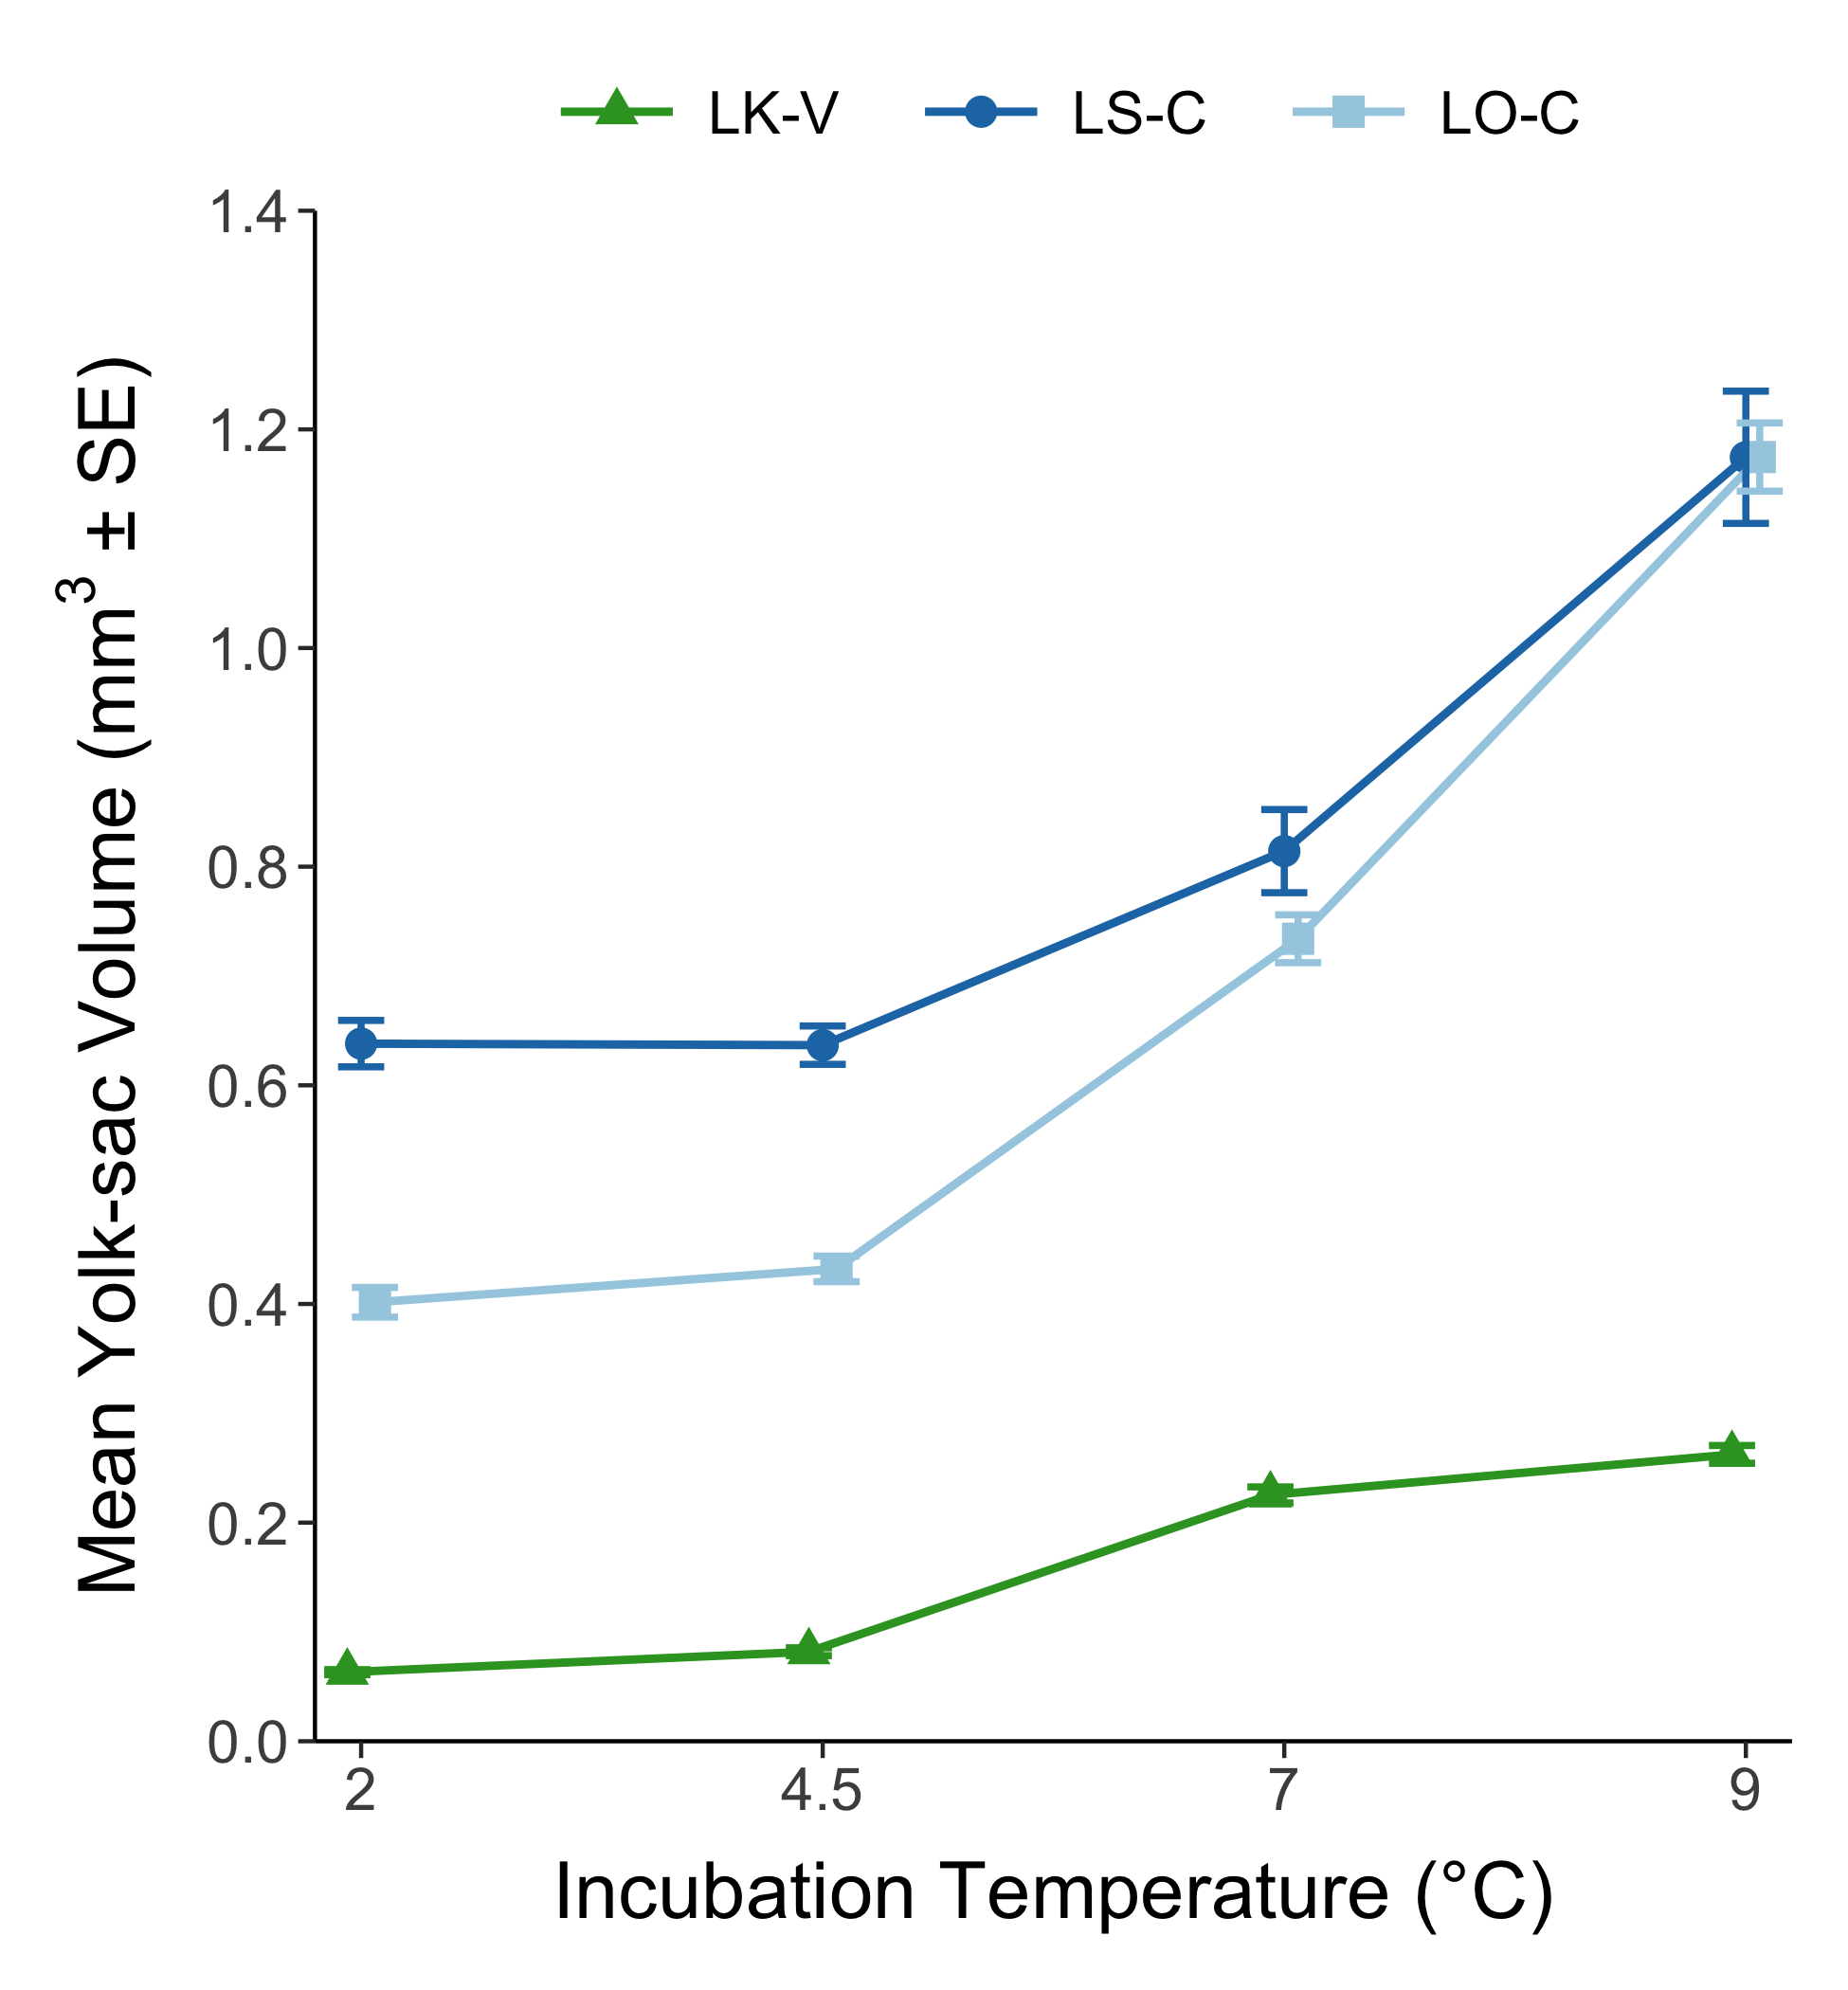 LK-V LS-C LO-C
Mean Yolk-sac Volume (mm³ ± SE)
1.4
1.2
1.0
0.8
0.6
0.4
0.2
0.0
2 4.5 7 9
Incubation Temperature (°C)